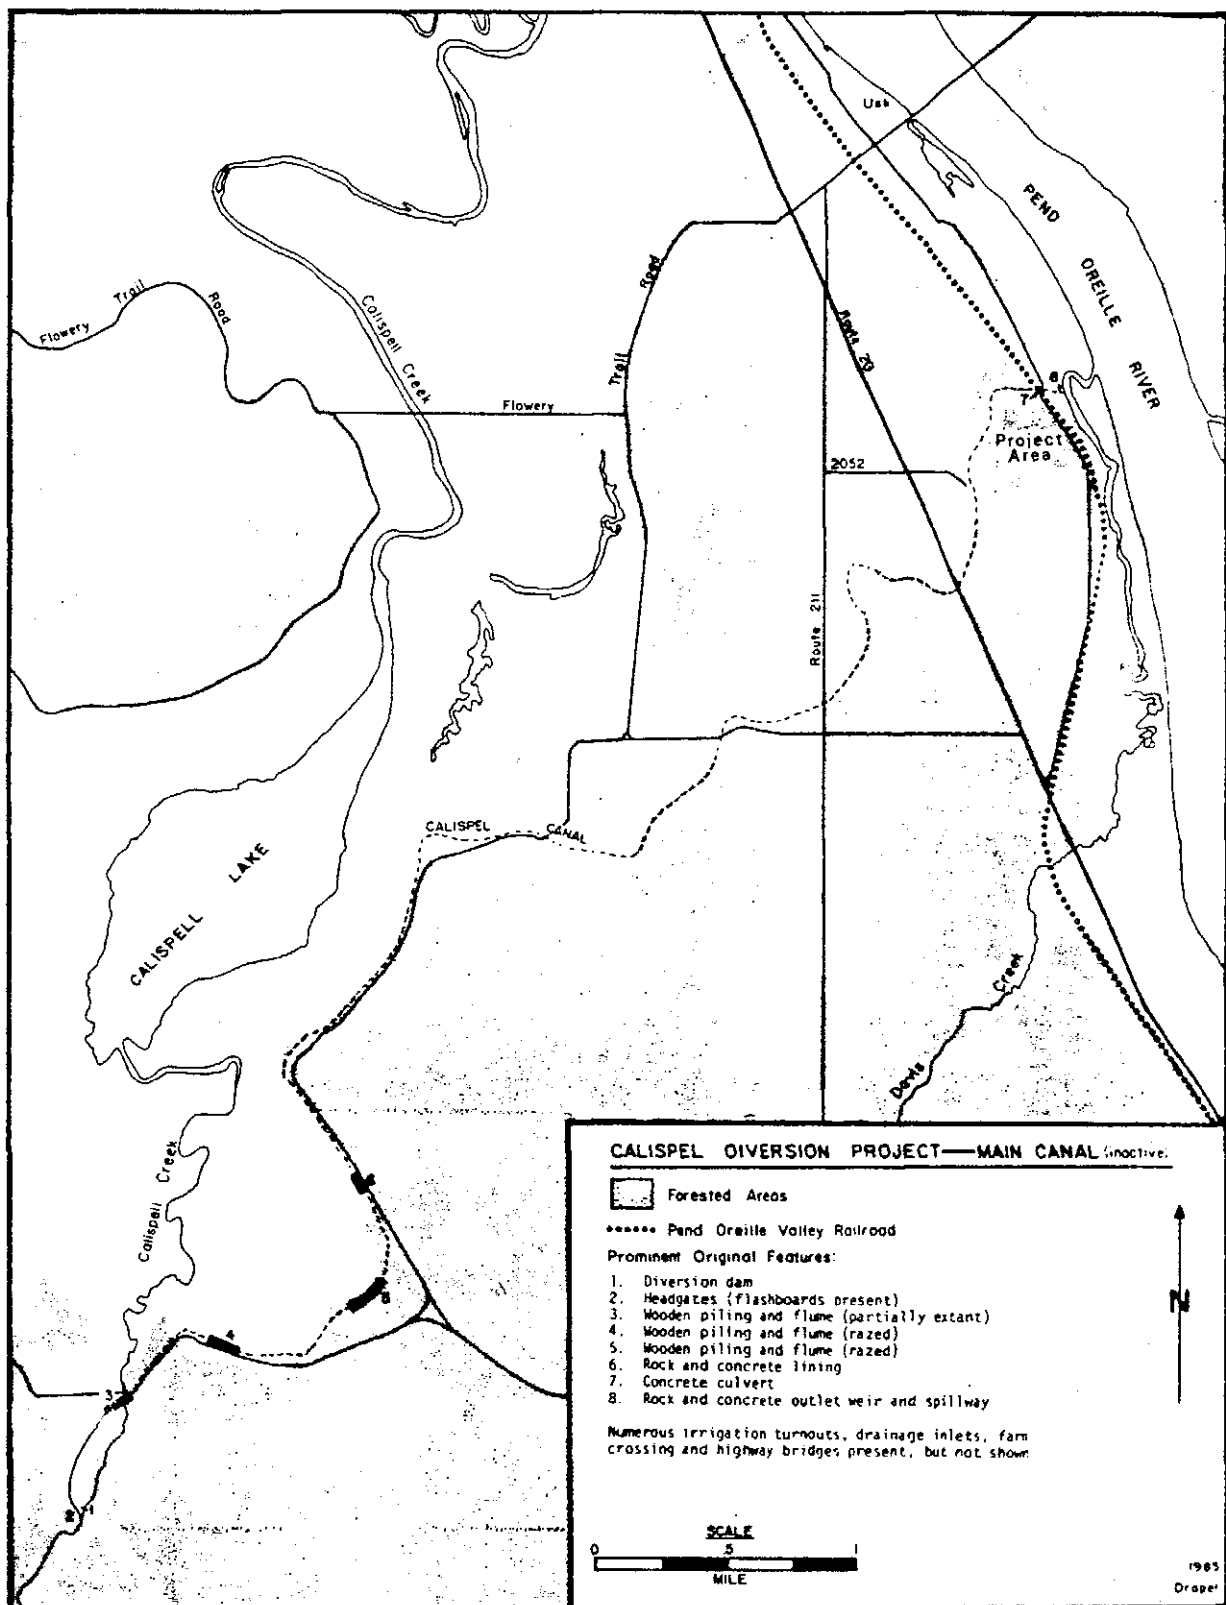 Usk
PEND
OREILLE
RIVER
Flowery Trail Road
Calispell Creek
Flowery
Trail
Road
Route 20
8
7
Project
Area
2052
Route 211
CALISPEL CANAL
CALISPELL LAKE
Davis Creek
Calispell Creek
6
5
4
3
2
1
CALISPEL DIVERSION PROJECT—MAIN CANAL (inactive)
Forested Areas
Pend Oreille Valley Railroad
Prominent Original Features:
1. Diversion dam
2. Headgates (flashboards present)
3. Wooden piling and flume (partially extant)
4. Wooden piling and flume (razed)
5. Wooden piling and flume (razed)
6. Rock and concrete lining
7. Concrete culvert
8. Rock and concrete outlet weir and spillway
Numerous irrigation turnouts, drainage inlets, farm
crossing and highway bridges present, but not shown
N
SCALE
0 .5 1
MILE
1985
Draper